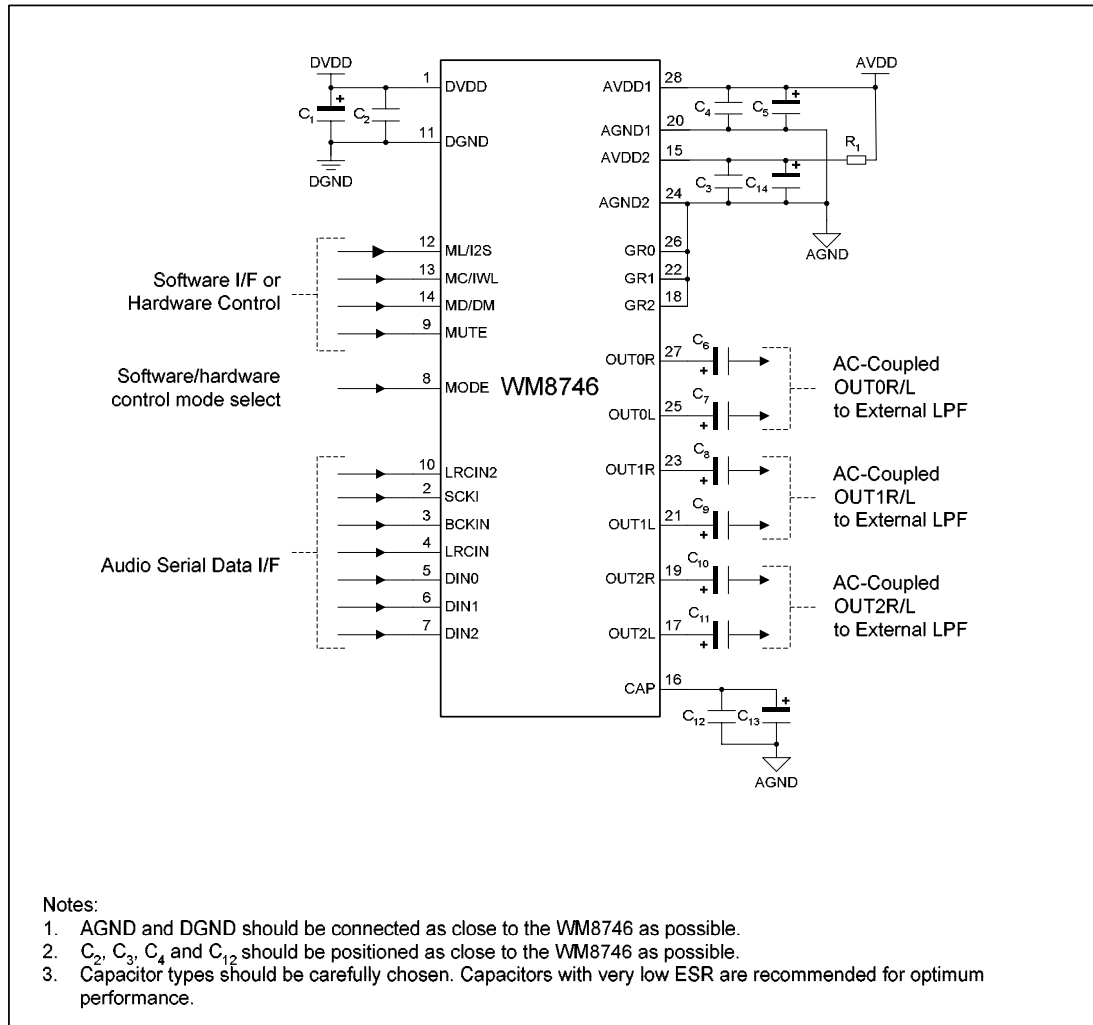 DVDD
1 DVDD
C1 + C2
11 DGND
DGND
12 ML/I2S
13 MC/IWL
14 MD/DM
9 MUTE
Software I/F or
Hardware Control
8 MODE
Software/hardware
control mode select
10 LRCIN2
2 SCKI
3 BCKIN
4 LRCIN
5 DIN0
6 DIN1
7 DIN2
Audio Serial Data I/F
WM8746
AVDD
AVDD1 28
C4 C5 +
AGND1 20
AVDD2 15
R1
C3 C14 +
AGND2 24
AGND
GR0 26
GR1 22
GR2 18
OUT0R 27 C6 +
OUT0L 25 C7 +
AC-Coupled
OUT0R/L
to External LPF
OUT1R 23 C8 +
OUT1L 21 C9 +
AC-Coupled
OUT1R/L
to External LPF
OUT2R 19 C10 +
OUT2L 17 C11 +
AC-Coupled
OUT2R/L
to External LPF
CAP 16
C12 C13 +
AGND
Notes:
1. AGND and DGND should be connected as close to the WM8746 as possible.
2. C2, C3, C4 and C12 should be positioned as close to the WM8746 as possible.
3. Capacitor types should be carefully chosen. Capacitors with very low ESR are recommended for optimum
performance.